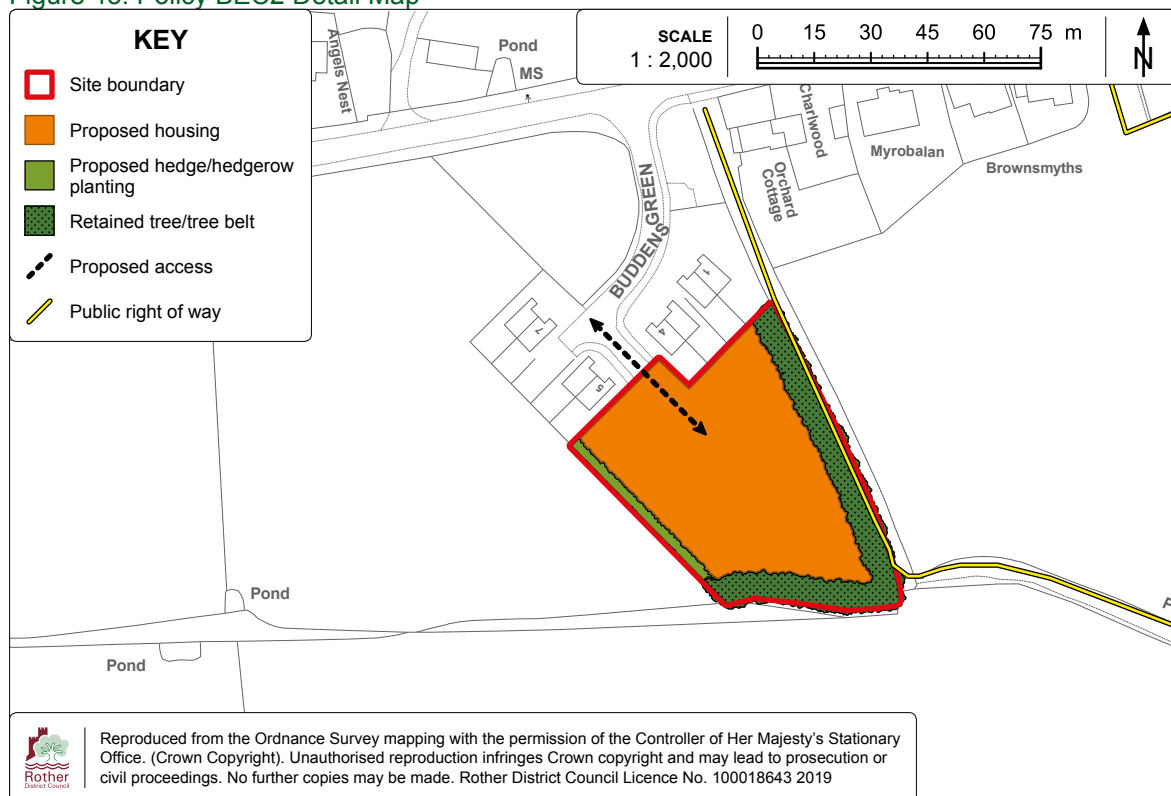 Figure 43: Policy BEC2 Detail Map
KEY
Site boundary
Proposed housing
Proposed hedge/hedgerow
planting
Retained tree/tree belt
Proposed access
Public right of way
SCALE
1 : 2,000
0 15 30 45 60 75 m
N
Angels Nest
Pond
MS
Charlwood
Myrobalan
Orchard
Cottage
Brownsmyths
BUDDENS GREEN
1
4
7
5
Pond
Pond
Rother
District Council
Reproduced from the Ordnance Survey mapping with the permission of the Controller of Her Majesty's Stationary
Office. (Crown Copyright). Unauthorised reproduction infringes Crown copyright and may lead to prosecution or
civil proceedings. No further copies may be made. Rother District Council Licence No. 100018643 2019